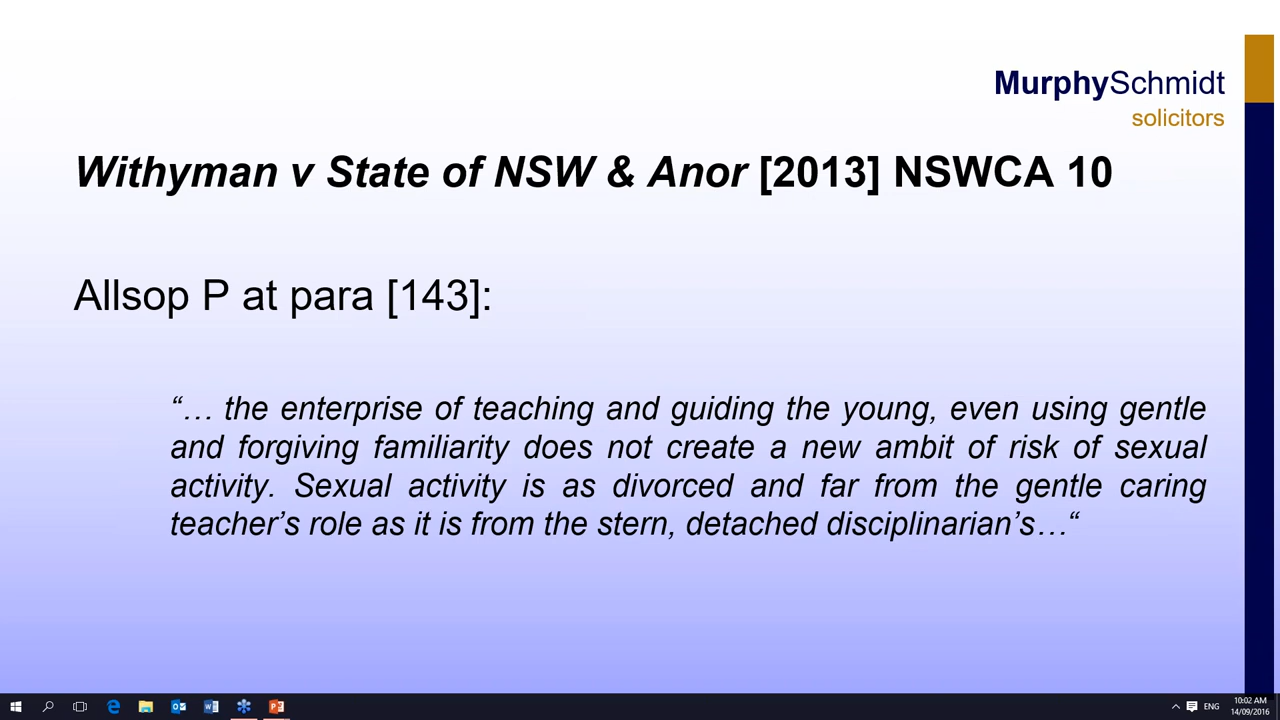 MurphySchmidt
solicitors
Withyman v State of NSW & Anor [2013] NSWCA 10
Allsop P at para [143]:
“… the enterprise of teaching and guiding the young, even using gentle
and forgiving familiarity does not create a new ambit of risk of sexual
activity. Sexual activity is as divorced and far from the gentle caring
teacher’s role as it is from the stern, detached disciplinarian’s…“
ENG
10:02 AM
14/09/2016